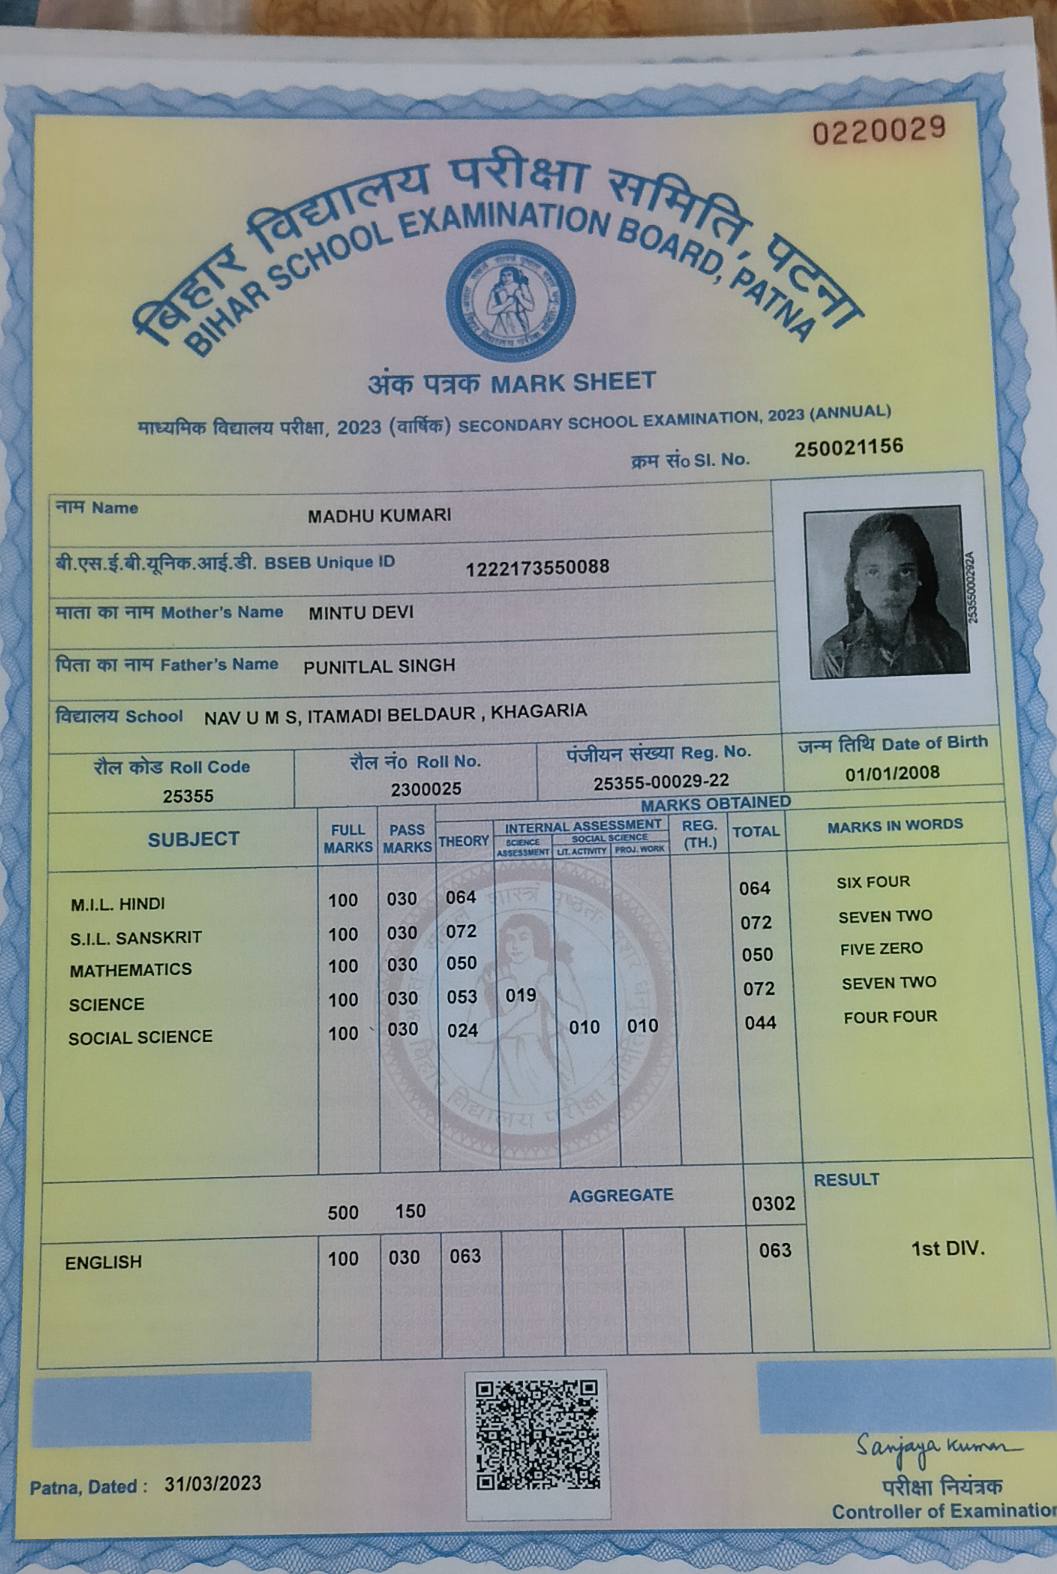 0220029
बिहार विद्यालय परीक्षा समिति, पटना
BIHAR SCHOOL EXAMINATION BOARD, PATNA
अंक पत्रक MARK SHEET
माध्यमिक विद्यालय परीक्षा, 2023 (वार्षिक) SECONDARY SCHOOL EXAMINATION, 2023 (ANNUAL)
क्रम सं० Sl. No. 250021156
नाम Name MADHU KUMARI
बी.एस.ई.बी.यूनिक.आई.डी. BSEB Unique ID 1222173550088
माता का नाम Mother's Name MINTU DEVI
पिता का नाम Father's Name PUNITLAL SINGH
विद्यालय School NAV U M S, ITAMADI BELDAUR , KHAGARIA
25355000292A
रौल कोड Roll Code रौल नं० Roll No. पंजीयन संख्या Reg. No. जन्म तिथि Date of Birth
25355 2300025 25355-00029-22 01/01/2008
MARKS OBTAINED
SUBJECT FULL MARKS PASS MARKS THEORY INTERNAL ASSESSMENT REG. (TH.) TOTAL MARKS IN WORDS
SCIENCE ASSESSMENT SOCIAL SCIENCE LIT. ACTIVITY PROJ. WORK
M.I.L. HINDI 100 030 064 064 SIX FOUR
S.I.L. SANSKRIT 100 030 072 072 SEVEN TWO
MATHEMATICS 100 030 050 050 FIVE ZERO
SCIENCE 100 030 053 019 072 SEVEN TWO
SOCIAL SCIENCE 100 030 024 010 010 044 FOUR FOUR
500 150 AGGREGATE 0302 RESULT
ENGLISH 100 030 063 063 1st DIV.
Sanjaya Kumar
Patna, Dated : 31/03/2023
परीक्षा नियंत्रक
Controller of Examination